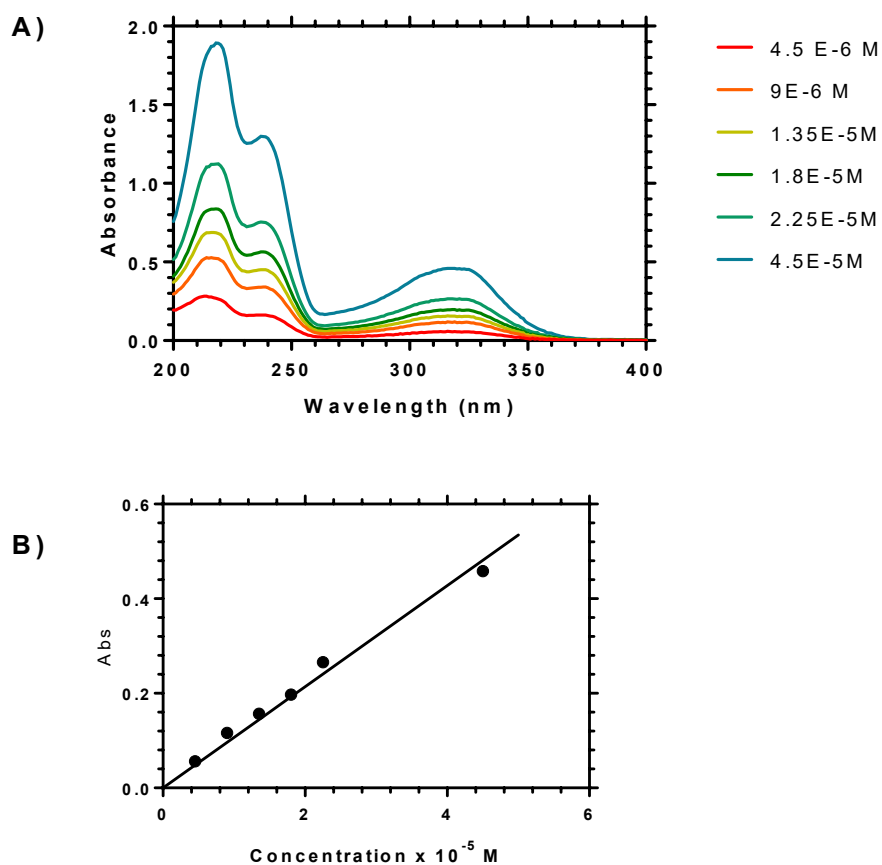 A)
2.0
1.5
1.0
0.5
0.0
Absorbance
200 250 300 350 400
Wavelength (nm)
4.5 E-6 M
9E-6 M
1.35E-5M
1.8E-5M
2.25E-5M
4.5E-5M
B)
0.6
0.4
0.2
0.0
Abs
0 2 4 6
Concentration x 10⁻⁵ M